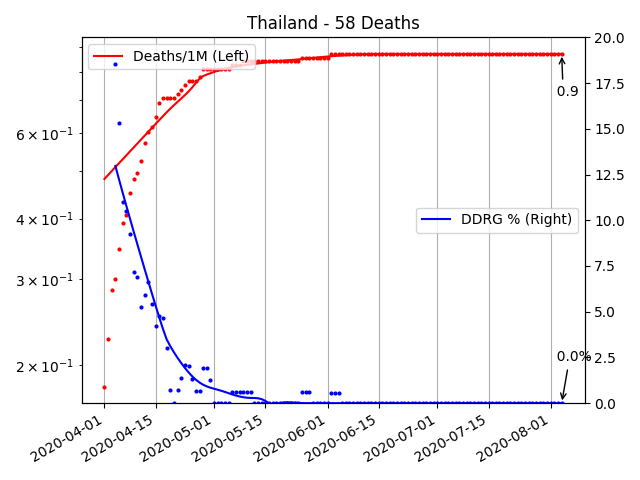 Thailand - 58 Deaths
Deaths/1M (Left)
DDRG % (Right)
6 × 10⁻¹
4 × 10⁻¹
3 × 10⁻¹
2 × 10⁻¹
20.0
17.5
15.0
12.5
10.0
7.5
5.0
2.5
0.0
0.9
0.0%
2020-04-01
2020-04-15
2020-05-01
2020-05-15
2020-06-01
2020-06-15
2020-07-01
2020-07-15
2020-08-01